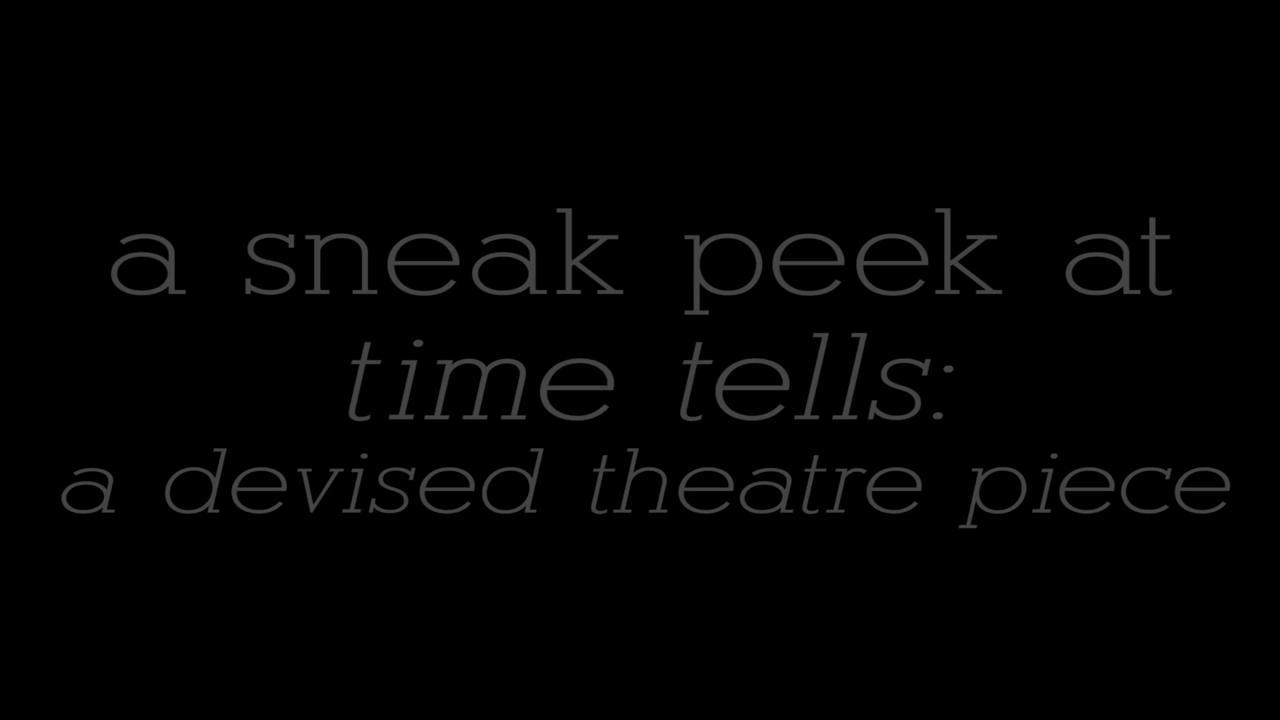 a sneak peek at
time tells:
a devised theatre piece